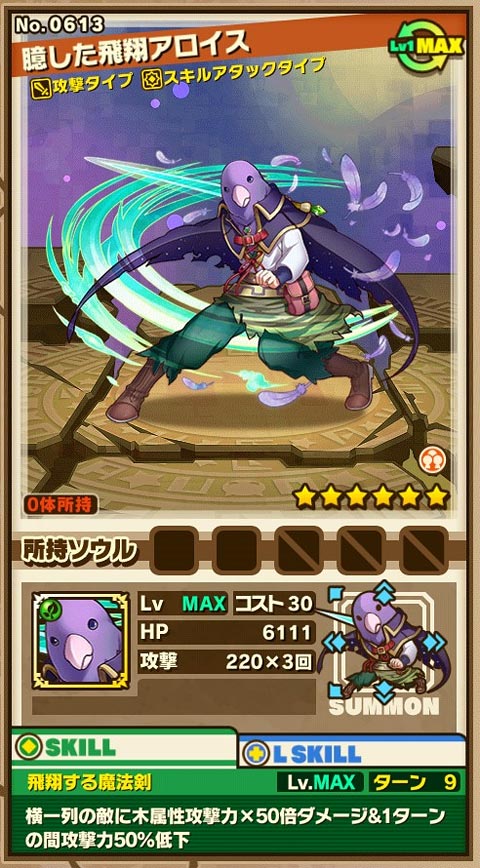 No.0613
臆した飛翔アロイス
Lv1 MAX
攻撃タイプ スキルアタックタイプ
0体所持
所持ソウル
Lv MAX コスト 30
HP 6111
攻撃 220×3回
SUMMON
SKILL
L SKILL
飛翔する魔法剣 Lv.MAX ターン 9
横一列の敵に木属性攻撃力×50倍ダメージ&1ターン
の間攻撃力50%低下